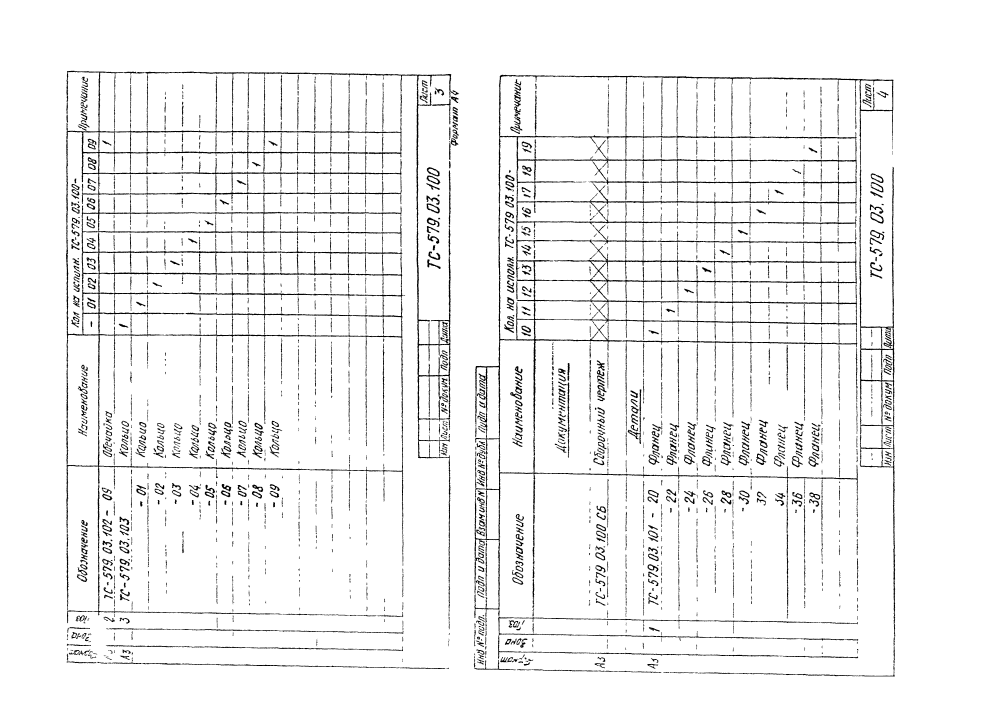 Формат Зона Поз. Обозначение Наименование Кол. на исполн. ТС-579.03.100- Примечание
- 01 02 03 04 05 06 07 08 09
2 ТС-579.03.102 - 09 Обечайка 1
А3 3 ТС-579.03.103 Кольцо 1
- 01 Кольцо 1
- 02 Кольцо 1
- 03 Кольцо 1
- 04 Кольцо 1
- 05 Кольцо 1
- 06 Кольцо 1
- 07 Кольцо 1
- 08 Кольцо 1
- 09 Кольцо 1
Изм Лист № докум Подп Дата
ТС-579.03.100
Лист
3
Формат А4
Инв № подп. Подп и дата Взам инв № Инв № дубл Подп и дата
Формат Зона Поз. Обозначение Наименование Кол. на исполн. ТС-579.03.100- Примечание
10 11 12 13 14 15 16 17 18 19
Документация
А3 ТС-579.03.100 СБ Сборочный чертеж
Детали
А3 1 ТС-579.03.101 - 20 Фланец 1
- 22 Фланец 1
- 24 Фланец 1
- 26 Фланец 1
- 28 Фланец 1
- 30 Фланец 1
32 Фланец 1
34 Фланец 1
- 36 Фланец 1
- 38 Фланец 1
Изм Лист № докум Подп Дата
ТС-579.03.100
Лист
4